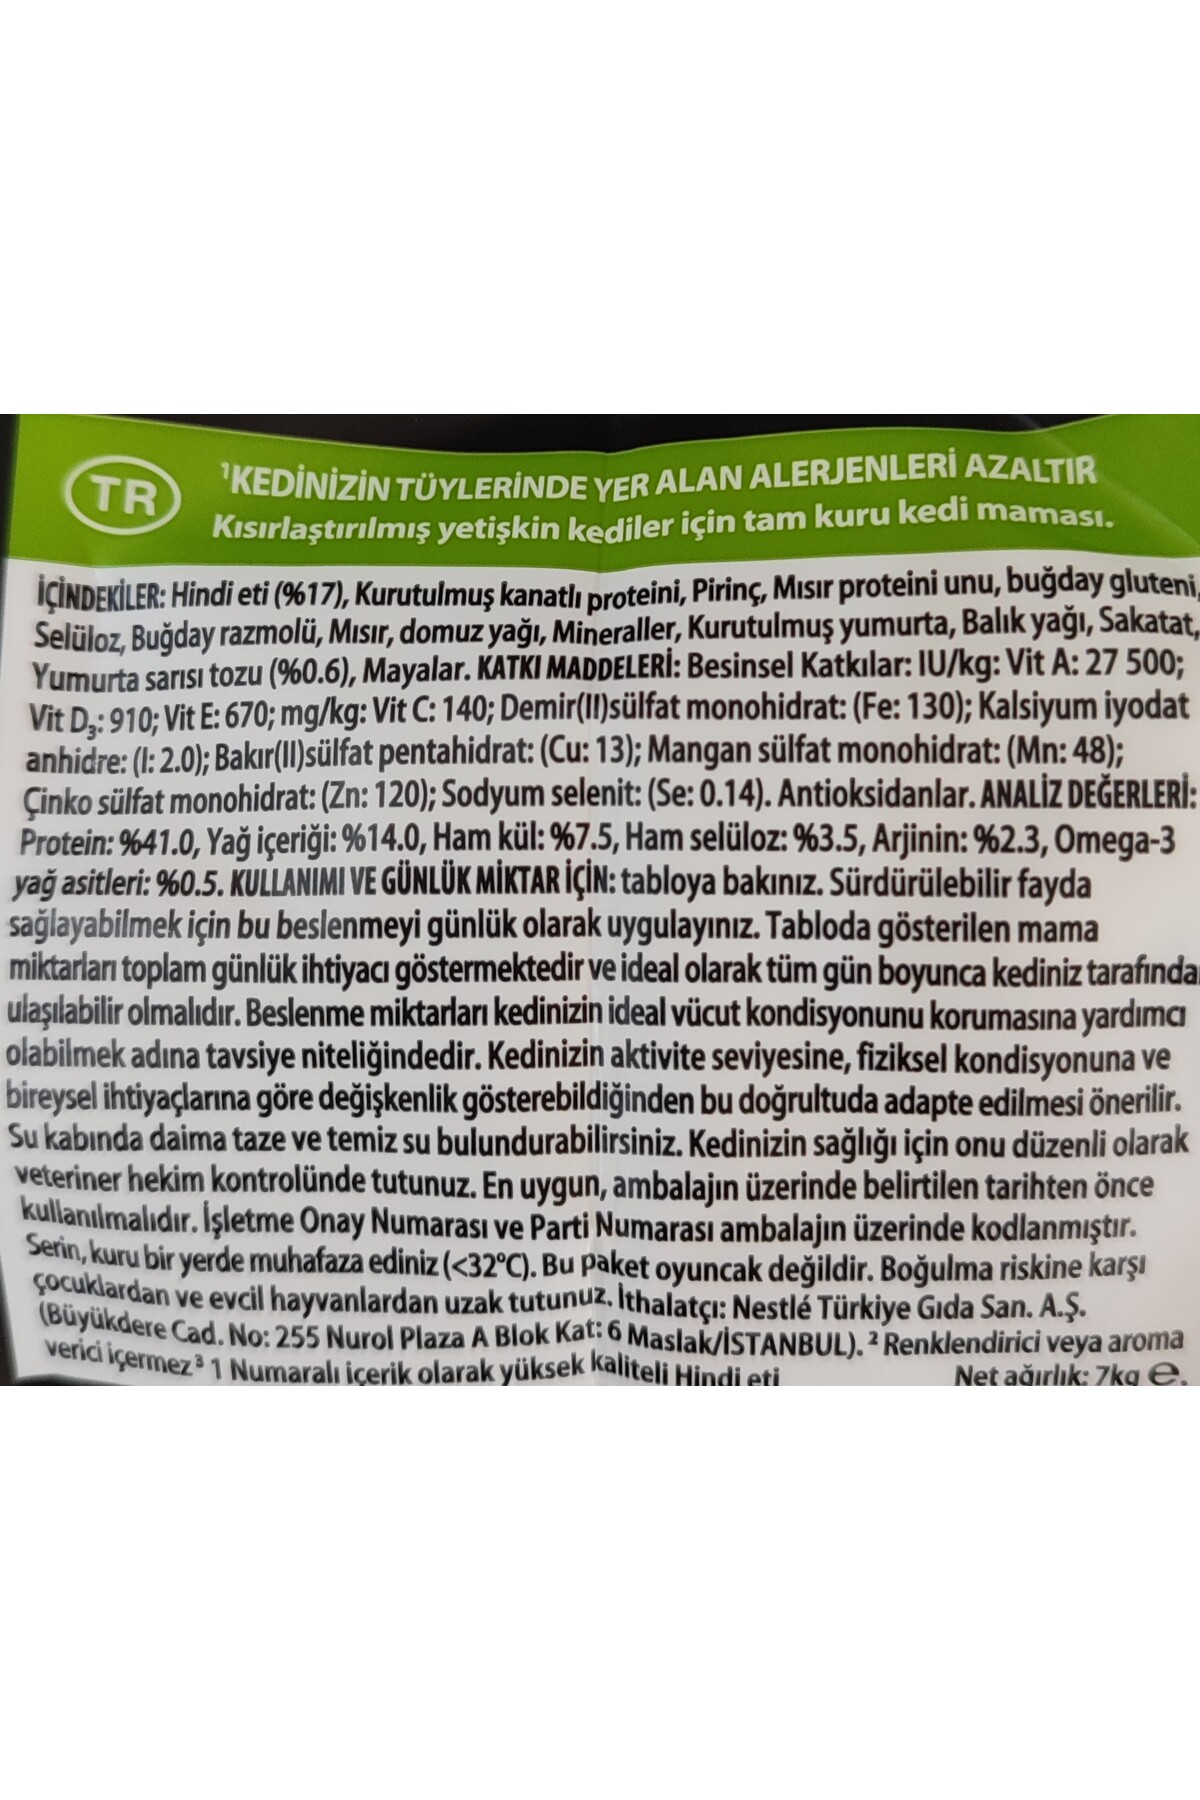 TR
¹KEDİNİZİN TÜYLERİNDE YER ALAN ALERJENLERİ AZALTIR
Kısırlaştırılmış yetişkin kediler için tam kuru kedi maması.
İÇİNDEKİLER: Hindi eti (%17), Kurutulmuş kanatlı proteini, Pirinç, Mısır proteini unu, buğday gluteni,
Selüloz, Buğday razmolü, Mısır, domuz yağı, Mineraller, Kurutulmuş yumurta, Balık yağı, Sakatat,
Yumurta sarısı tozu (%0.6), Mayalar. KATKI MADDELERİ: Besinsel Katkılar: IU/kg: Vit A: 27 500;
Vit D₃: 910; Vit E: 670; mg/kg: Vit C: 140; Demir(II)sülfat monohidrat: (Fe: 130); Kalsiyum iyodat
anhidre: (I: 2.0); Bakır(II)sülfat pentahidrat: (Cu: 13); Mangan sülfat monohidrat: (Mn: 48);
Çinko sülfat monohidrat: (Zn: 120); Sodyum selenit: (Se: 0.14). Antioksidanlar. ANALİZ DEĞERLERİ:
Protein: %41.0, Yağ içeriği: %14.0, Ham kül: %7.5, Ham selüloz: %3.5, Arjinin: %2.3, Omega-3
yağ asitleri: %0.5. KULLANIMI VE GÜNLÜK MİKTAR İÇİN: tabloya bakınız. Sürdürülebilir fayda
sağlayabilmek için bu beslenmeyi günlük olarak uygulayınız. Tabloda gösterilen mama
miktarları toplam günlük ihtiyacı göstermektedir ve ideal olarak tüm gün boyunca kediniz tarafında
ulaşılabilir olmalıdır. Beslenme miktarları kedinizin ideal vücut kondisyonunu korumasına yardımcı
olabilmek adına tavsiye niteliğindedir. Kedinizin aktivite seviyesine, fiziksel kondisyonuna ve
bireysel ihtiyaçlarına göre değişkenlik gösterebildiğinden bu doğrultuda adapte edilmesi önerilir.
Su kabında daima taze ve temiz su bulundurabilirsiniz. Kedinizin sağlığı için onu düzenli olarak
veteriner hekim kontrolünde tutunuz. En uygun, ambalajın üzerinde belirtilen tarihten önce
kullanılmalıdır. İşletme Onay Numarası ve Parti Numarası ambalajın üzerinde kodlanmıştır.
Serin, kuru bir yerde muhafaza ediniz (<32°C). Bu paket oyuncak değildir. Boğulma riskine karşı
çocuklardan ve evcil hayvanlardan uzak tutunuz. İthalatçı: Nestlé Türkiye Gıda San. A.Ş.
(Büyükdere Cad. No: 255 Nurol Plaza A Blok Kat: 6 Maslak/İSTANBUL). ² Renklendirici veya aroma
verici içermez³ 1 Numaralı içerik olarak yüksek kaliteli Hindi eti
Net ağırlık: 7kg ℮.